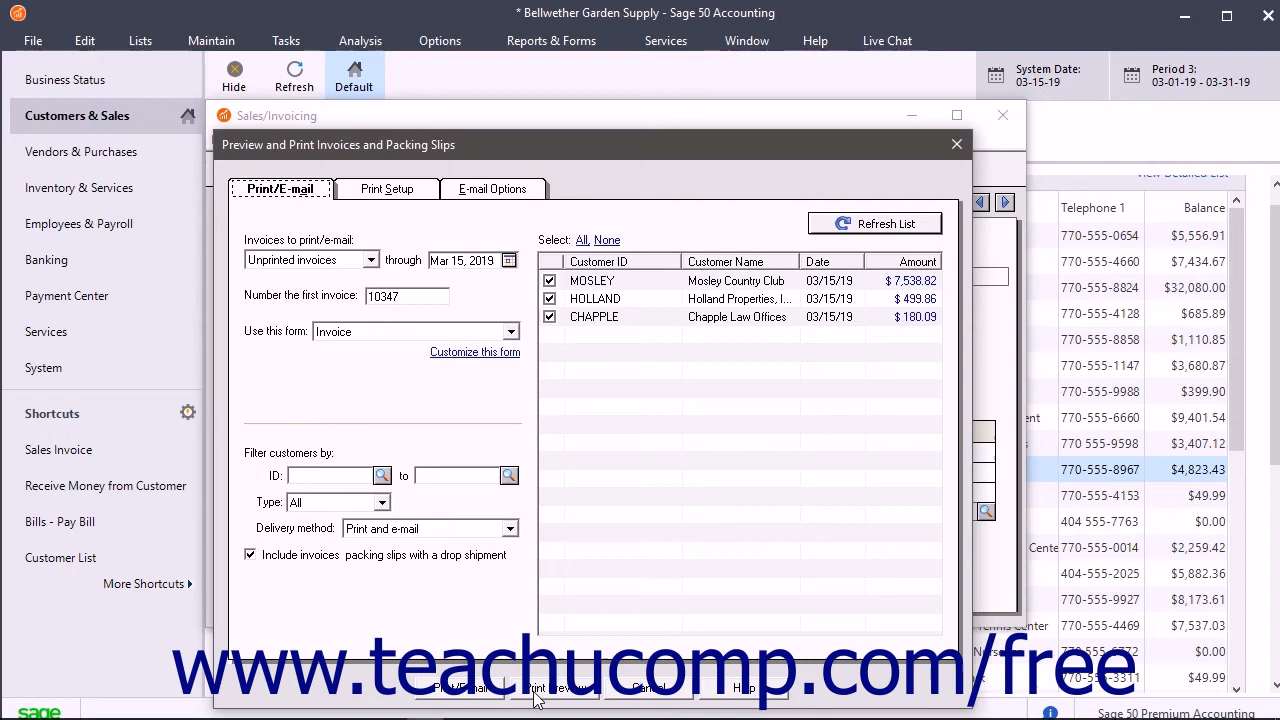 * Bellwether Garden Supply - Sage 50 Accounting
File Edit Lists Maintain Tasks Analysis Options Reports & Forms Services Window Help Live Chat
Business Status
Customers & Sales
Vendors & Purchases
Inventory & Services
Employees & Payroll
Banking
Payment Center
Services
System
Shortcuts
Sales Invoice
Receive Money from Customer
Bills - Pay Bill
Customer List
More Shortcuts
sage
Hide Refresh Default
System Date:
03-15-19
Period 3:
03-01-19 - 03-31-19
Sales/Invoicing
Preview and Print Invoices and Packing Slips
Print/E-mail Print Setup E-mail Options
Refresh List
Invoices to print/e-mail:
Unprinted invoices through Mar 15, 2019
Number the first invoice: 10347
Use this form: Invoice
Customize this form
Filter customers by:
ID: to
Type: All
Delivery method: Print and e-mail
Include invoices packing slips with a drop shipment
Select: All, None
Customer ID Customer Name Date Amount
MOSLEY Mosley Country Club 03/15/19 $ 7,538.82
HOLLAND Holland Properties, I... 03/15/19 $ 499.86
CHAPPLE Chapple Law Offices 03/15/19 $ 180.09
View Detailed List
Telephone 1 Balance
770-555-0654 $5,556.91
770-555-4660 $7,434.67
770-555-8824 $32,080.00
770-555-4128 $685.89
770-555-8858 $1,110.85
770-555-1147 $3,680.87
770-555-9988 $399.90
770-555-6660 $9,401.54
770 555-9598 $3,407.12
770-555-8967 $4,823.43
770-555-4153 $49.99
404 555-7763 $0.00
Center 770-555-0014 $2,259.42
404-555-2025 $5,882.36
770-555-9927 $8,173.61
Tennis Center 770-555-4469 $7,537.03
$0.00
$49.99
www.teachucomp.com/free
Sage 50 Premium Accounting